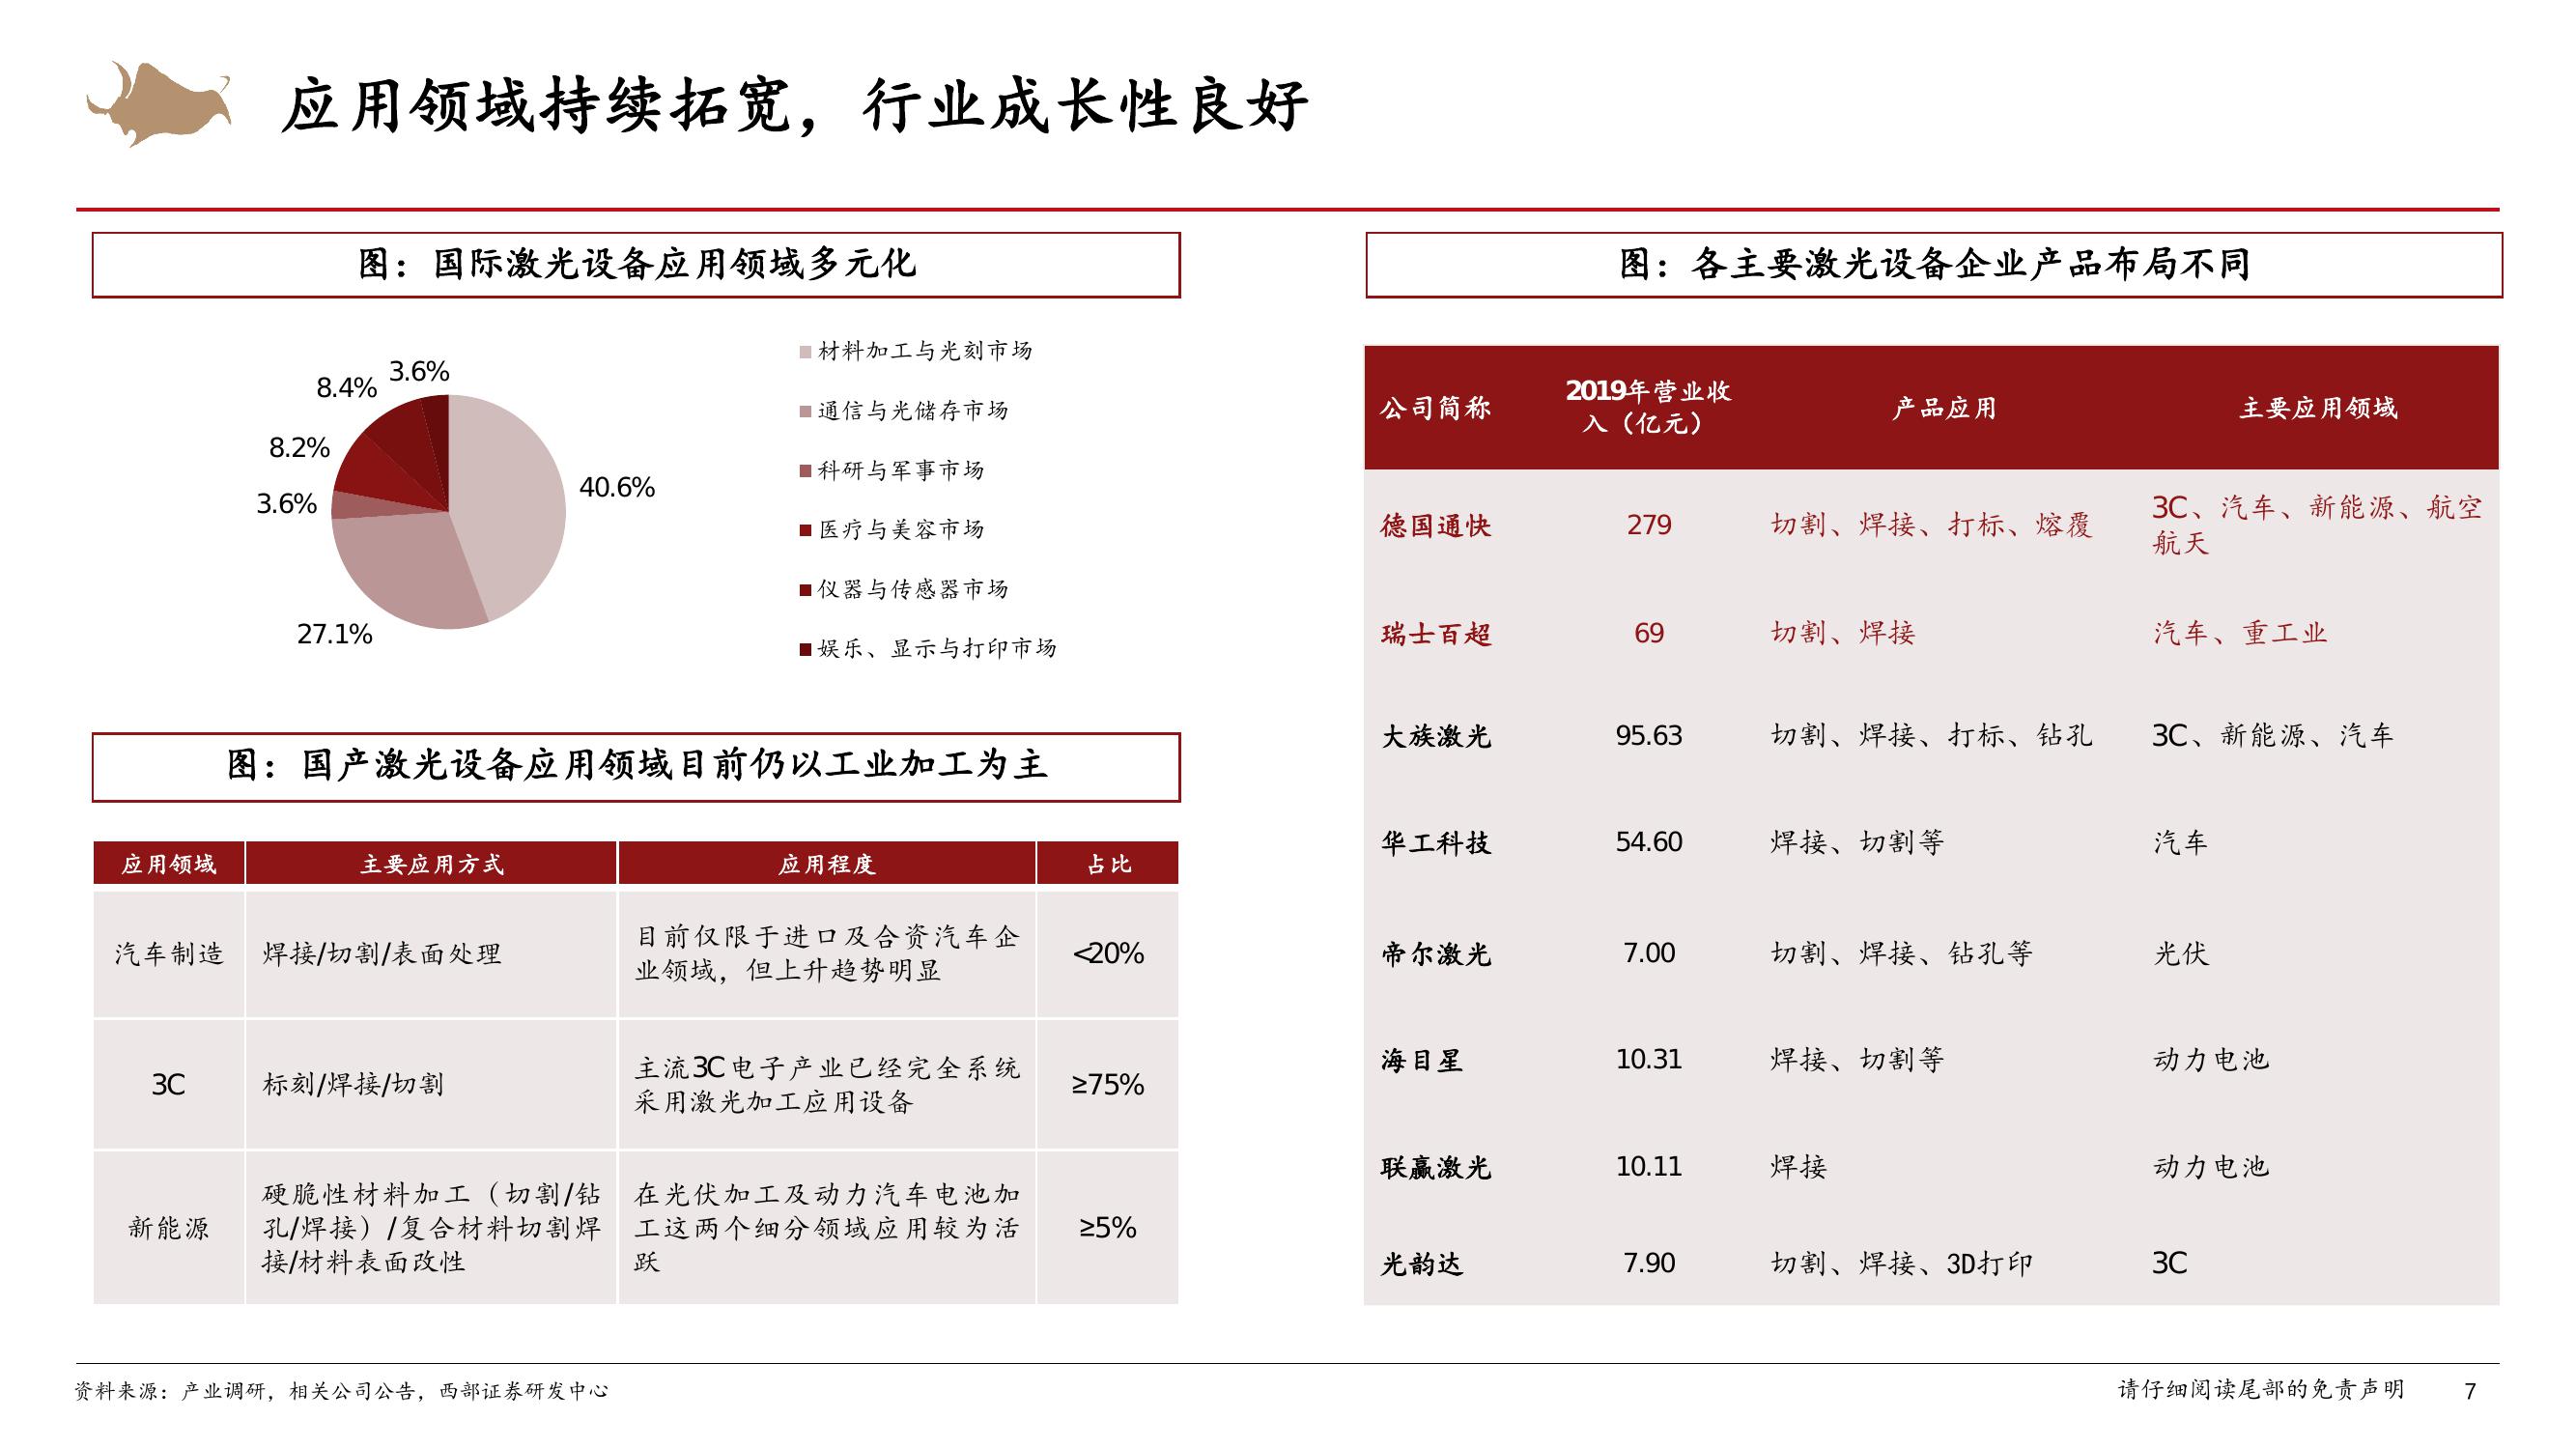 应用领域持续拓宽，行业成长性良好
图：国际激光设备应用领域多元化
3.6%
8.4%
8.2%
3.6%
27.1%
40.6%
材料加工与光刻市场
通信与光储存市场
科研与军事市场
医疗与美容市场
仪器与传感器市场
娱乐、显示与打印市场
图：国产激光设备应用领域目前仍以工业加工为主
应用领域 主要应用方式 应用程度 占比
汽车制造 焊接/切割/表面处理
目前仅限于进口及合资汽车企
业领域，但上升趋势明显
<20%
3C 标刻/焊接/切割
主流3C电子产业已经完全系统
采用激光加工应用设备
≥75%
新能源
硬脆性材料加工（切割/钻
孔/焊接）/复合材料切割焊
接/材料表面改性
在光伏加工及动力汽车电池加
工这两个细分领域应用较为活
跃
≥5%
图：各主要激光设备企业产品布局不同
公司简称
2019年营业收
入（亿元）
产品应用 主要应用领域
德国通快 279 切割、焊接、打标、熔覆
3C、汽车、新能源、航空
航天
瑞士百超 69 切割、焊接 汽车、重工业
大族激光 95.63 切割、焊接、打标、钻孔 3C、新能源、汽车
华工科技 54.60 焊接、切割等 汽车
帝尔激光 7.00 切割、焊接、钻孔等 光伏
海目星 10.31 焊接、切割等 动力电池
联赢激光 10.11 焊接 动力电池
光韵达 7.90 切割、焊接、3D打印 3C
资料来源：产业调研，相关公司公告，西部证券研发中心
请仔细阅读尾部的免责声明 7